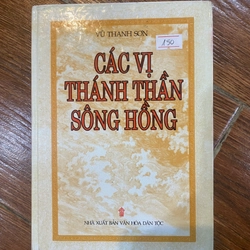 VŨ THANH SƠN
150
CÁC VỊ
THÁNH THẦN
SÔNG HỒNG
NHÀ XUẤT BẢN VĂN HÓA DÂN TỘC